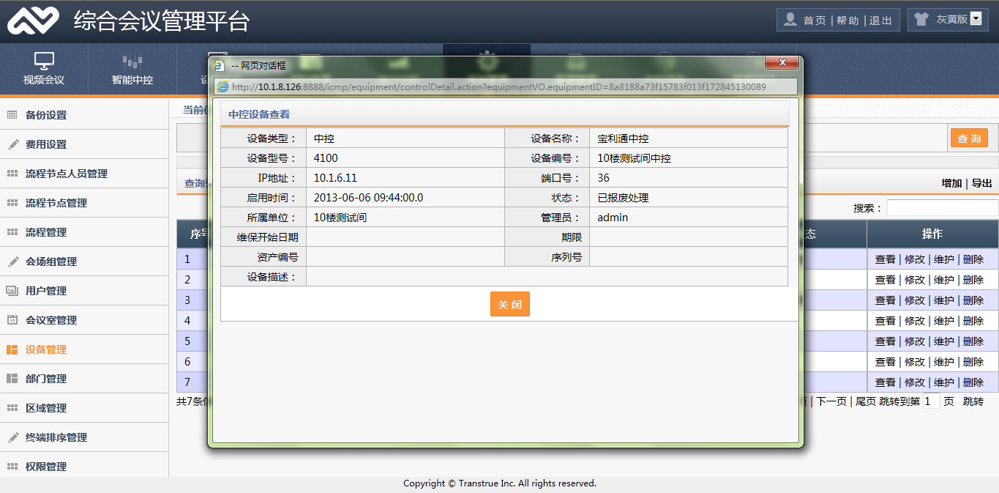 综合会议管理平台
首页 | 帮助 | 退出
灰黄版
视频会议
智能中控
-- 网页对话框
http://10.1.8.126:8888/icmp/equipment/controlDetail.action?equipmentVO.equipmentID=8a8188a73f15783f013f172845130089
备份设置
费用设置
流程节点人员管理
流程节点管理
流程管理
会场组管理
用户管理
会议室管理
设备管理
部门管理
区域管理
终端排序管理
权限管理
当前
查询
查询
增加 | 导出
搜索：
序号
态
操作
1 查看 | 修改 | 维护 | 删除
2 查看 | 修改 | 维护 | 删除
3 查看 | 修改 | 维护 | 删除
4 查看 | 修改 | 维护 | 删除
5 查看 | 修改 | 维护 | 删除
6 查看 | 修改 | 维护 | 删除
7 查看 | 修改 | 维护 | 删除
共7条
页 | 下一页 | 尾页 跳转到第 1 页 跳转
中控设备查看
设备类型： 中控 设备名称： 宝利通中控
设备型号： 4100 设备编号： 10楼测试间中控
IP地址： 10.1.6.11 端口号： 36
启用时间： 2013-06-06 09:44:00.0 状态： 已报废处理
所属单位： 10楼测试间 管理员： admin
维保开始日期 期限
资产编号 序列号
设备描述：
关闭
Copyright © Transtrue Inc. All rights reserved.